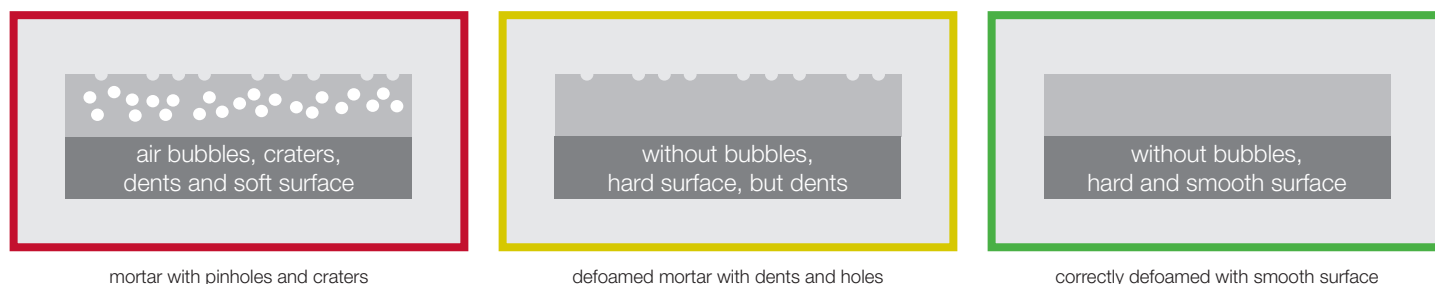 air bubbles, craters,
dents and soft surface
mortar with pinholes and craters
without bubbles,
hard surface, but dents
defoamed mortar with dents and holes
without bubbles,
hard and smooth surface
correctly defoamed with smooth surface